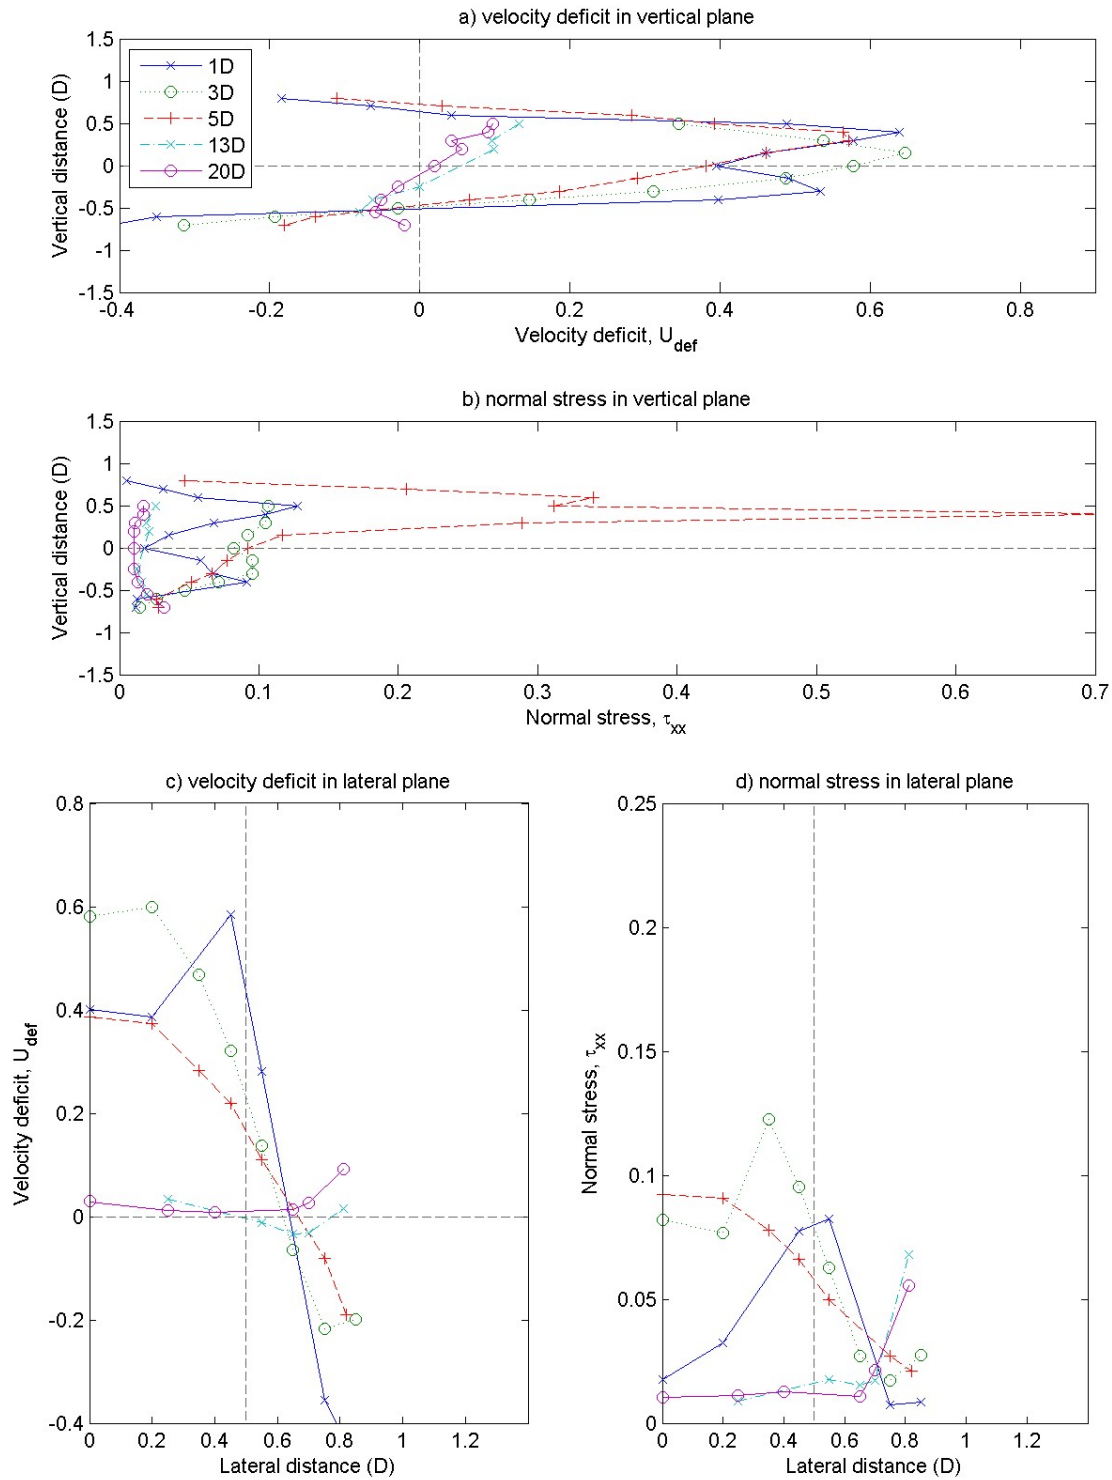 a) velocity deficit in vertical plane
1.5
1
0.5
0
-0.5
-1
-1.5
Vertical distance (D)
1D
3D
5D
13D
20D
-0.4 -0.2 0 0.2 0.4 0.6 0.8
Velocity deficit, U_def
b) normal stress in vertical plane
1.5
1
0.5
0
-0.5
-1
-1.5
Vertical distance (D)
0 0.1 0.2 0.3 0.4 0.5 0.6 0.7
Normal stress, τ_xx
c) velocity deficit in lateral plane
0.8
0.6
0.4
0.2
0
-0.2
-0.4
Velocity deficit, U_def
0 0.2 0.4 0.6 0.8 1 1.2
Lateral distance (D)
d) normal stress in lateral plane
0.25
0.2
0.15
0.1
0.05
0
Normal stress, τ_xx
0 0.2 0.4 0.6 0.8 1 1.2
Lateral distance (D)